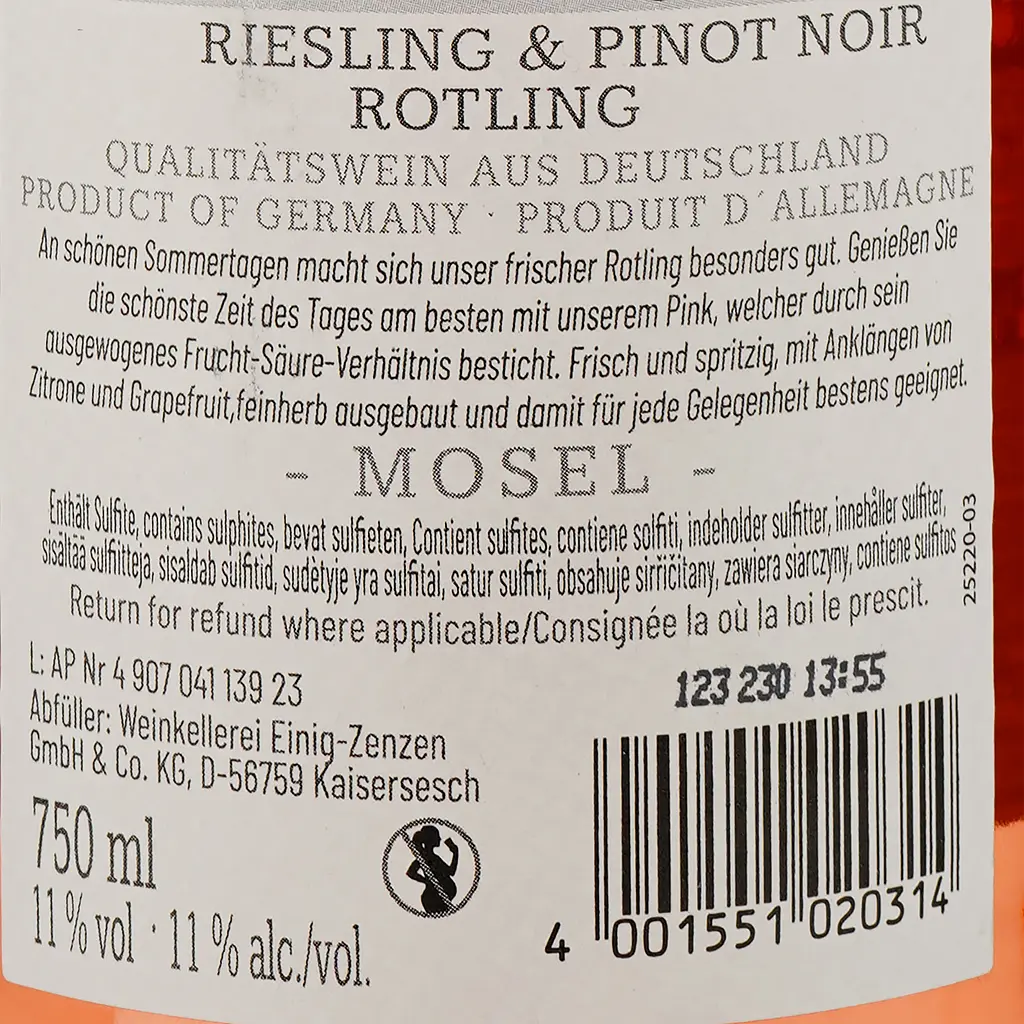 RIESLING & PINOT NOIR
ROTLING
QUALITÄTSWEIN AUS DEUTSCHLAND
PRODUCT OF GERMANY · PRODUIT D´ALLEMAGNE
An schönen Sommertagen macht sich unser frischer Rotling besonders gut. Genießen Sie
die schönste Zeit des Tages am besten mit unserem Pink, welcher durch sein
ausgewogenes Frucht-Säure-Verhältnis besticht. Frisch und spritzig, mit Anklängen von
Zitrone und Grapefruit,feinherb ausgebaut und damit für jede Gelegenheit bestens geeignet.
- MOSEL -
Enthält Sulfite, contains sulphites, bevat sulfieten, Contient sulfites, contiene solfiti, indeholder sulfitter, innehåller sulfiter,
sisältää sulfiitteja, sisaldab sulfitid, sudėtyje yra sulfitai, satur sulfiti, obsahuje siřičitany, zawiera siarczyny, contiene sulfitos
Return for refund where applicable/Consignée la où la loi le prescit.
25220-03
L: AP Nr 4 907 041 139 23
Abfüller: Weinkellerei Einig-Zenzen
GmbH & Co. KG, D-56759 Kaisersesch
750 ml
11 % vol · 11 % alc./vol.
123 230 13:55
4 001551 020314